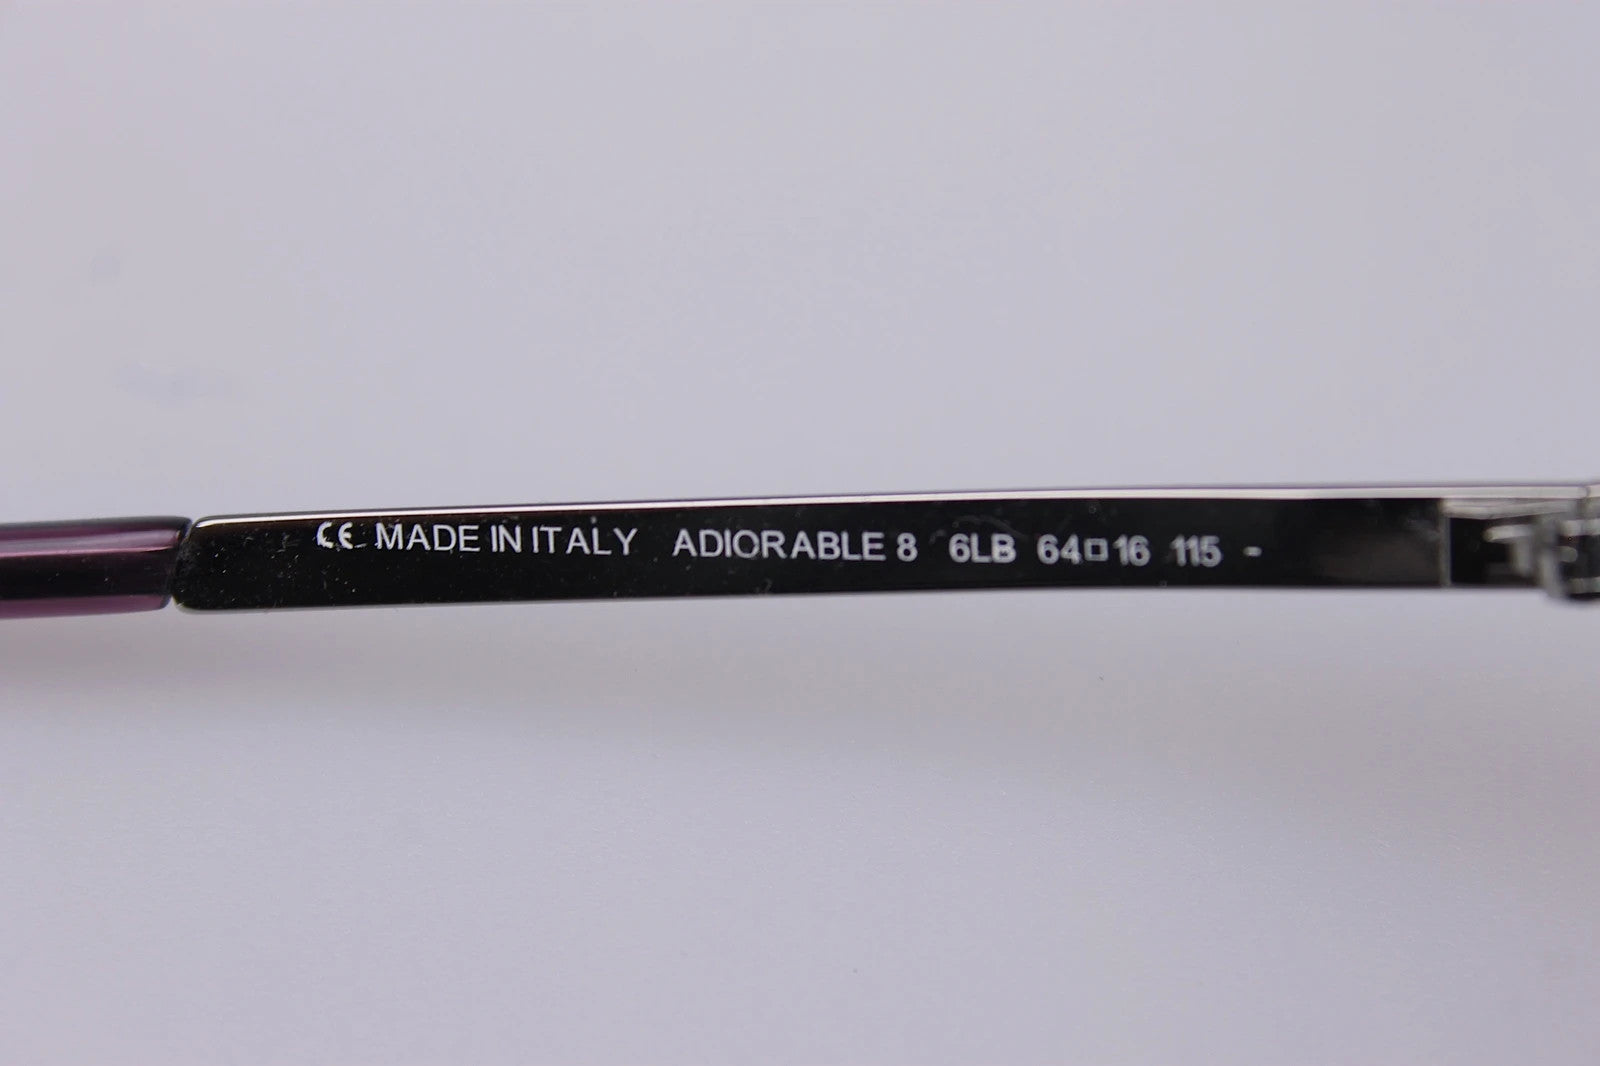 CE MADE IN ITALY ADIORABLE 8 6LB 64□16 115 -